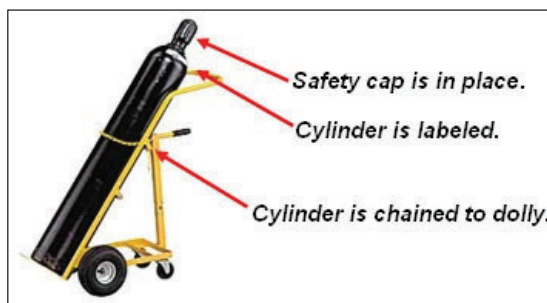 Safety cap is in place.
Cylinder is labeled.
Cylinder is chained to dolly.